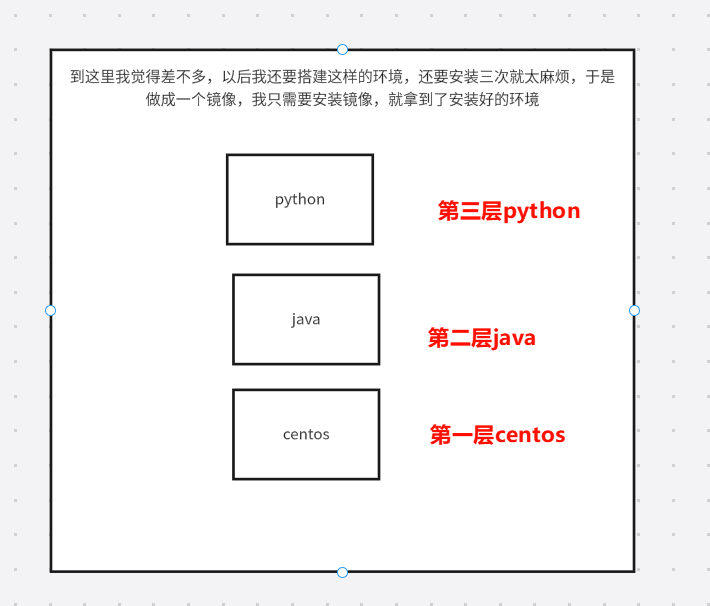 到这里我觉得差不多，以后我还要搭建这样的环境，还要安装三次就太麻烦，于是
做成一个镜像，我只需要安装镜像，就拿到了安装好的环境
python
第三层python
java
第二层java
centos
第一层centos